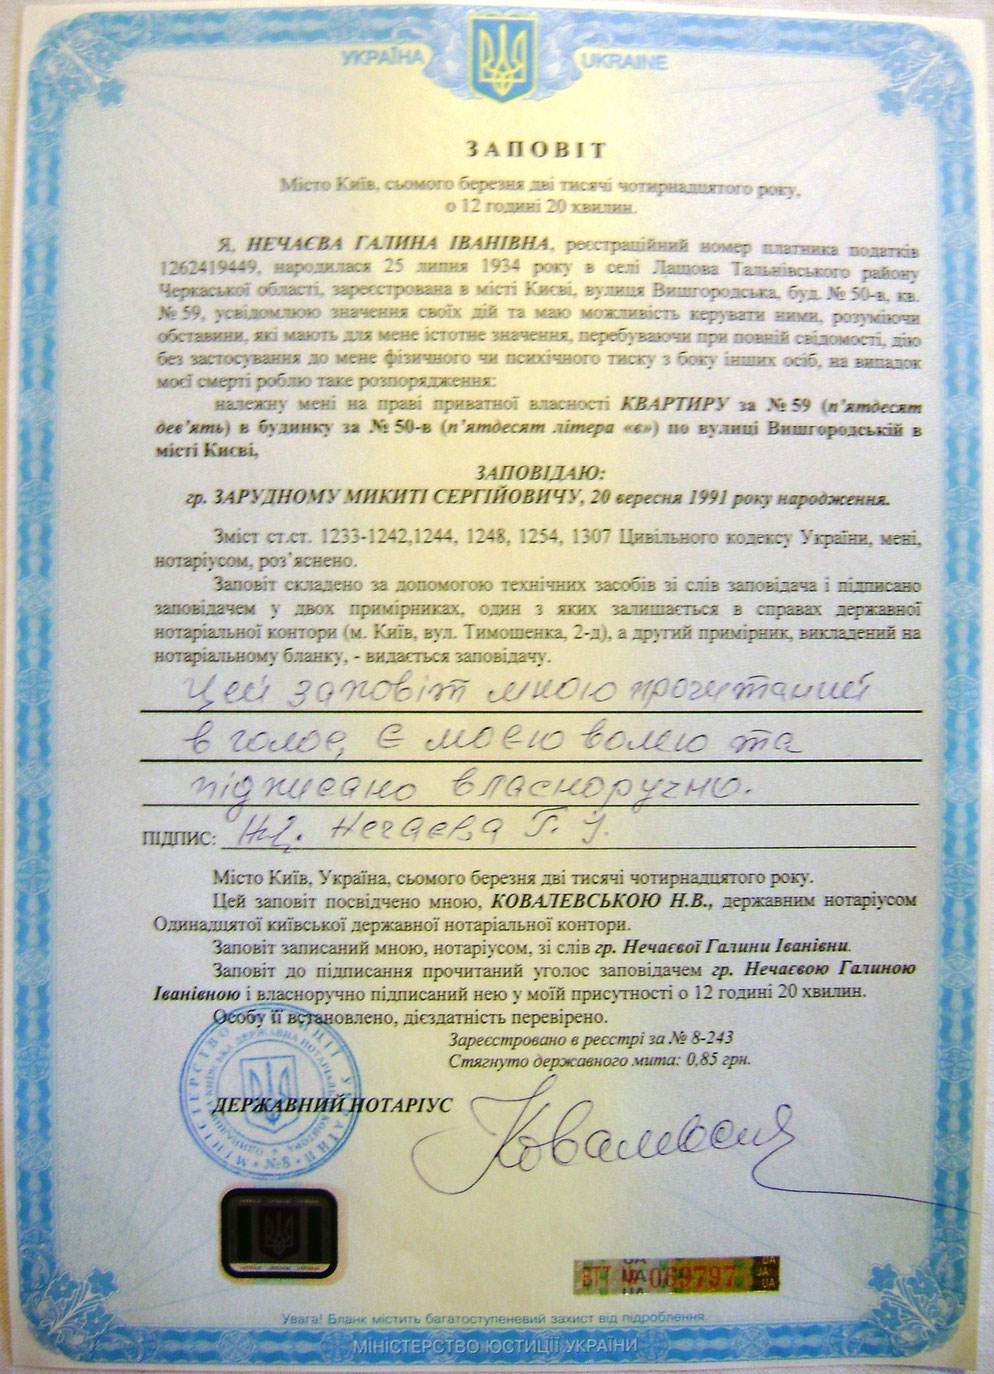 УКРАЇНА UKRAINE
ЗАПОВІТ
Місто Київ, сьомого березня дві тисячі чотирнадцятого року,
о 12 годині 20 хвилин.
Я, НЕЧАЄВА ГАЛИНА ІВАНІВНА, реєстраційний номер платника податків
1262419449, народилася 25 липня 1934 року в селі Лащова Тальнівського району
Черкаської області, зареєстрована в місті Києві, вулиця Вишгородська, буд. № 50-в, кв.
№ 59, усвідомлюю значення своїх дій та маю можливість керувати ними, розуміючи
обставини, які мають для мене істотне значення, перебуваючи при повній свідомості, дію
без застосування до мене фізичного чи психічного тиску з боку інших осіб, на випадок
моєї смерті роблю таке розпорядження:
належну мені на праві приватної власності КВАРТИРУ за № 59 (п’ятдесят
дев’ять) в будинку за № 50-в (п’ятдесят літера «в») по вулиці Вишгородській в
місті Києві,
ЗАПОВІДАЮ:
гр. ЗАРУДНОМУ МИКИТІ СЕРГІЙОВИЧУ, 20 вересня 1991 року народження.
Зміст ст.ст. 1233-1242,1244, 1248, 1254, 1307 Цивільного кодексу України, мені,
нотаріусом, роз’яснено.
Заповіт складено за допомогою технічних засобів зі слів заповідача і підписано
заповідачем у двох примірниках, один з яких залишається в справах державної
нотаріальної контори (м. Київ, вул. Тимошенка, 2-д), а другий примірник, викладений на
нотаріальному бланку, - видається заповідачу.
Цей заповіт мною прочитаний
в голос, є моєю волею та
підписано власноручно.
ПІДПИС: Нечаєва Г. І.
Місто Київ, Україна, сьомого березня дві тисячі чотирнадцятого року.
Цей заповіт посвідчено мною, КОВАЛЕВСЬКОЮ Н.В., державним нотаріусом
Одинадцятої київської державної нотаріальної контори.
Заповіт записаний мною, нотаріусом, зі слів гр. Нечаєвої Галини Іванівни.
Заповіт до підписання прочитаний уголос заповідачем гр. Нечаєвою Галиною
Іванівною і власноручно підписаний нею у моїй присутності о 12 годині 20 хвилин.
Особу її встановлено, дієздатність перевірено.
Зареєстровано в реєстрі за № 8-243
Стягнуто державного мита: 0,85 грн.
ДЕРЖАВНИЙ НОТАРІУС
МІНІСТЕРСТВО ЮСТИЦІЇ УКРАЇНИ
№8
ВТТ № 069797
Увага! Бланк містить багатоступеневий захист від підроблення.
МІНІСТЕРСТВО ЮСТИЦІЇ УКРАЇНИ